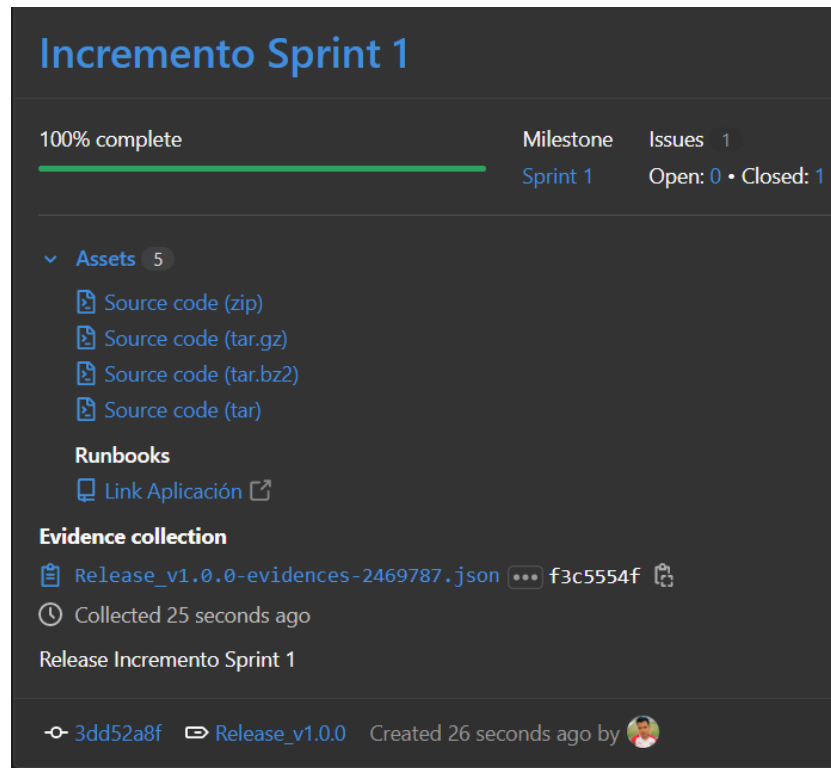 Incremento Sprint 1
100% complete
Milestone
Issues 1
Sprint 1
Open: 0 • Closed: 1
Assets 5
Source code (zip)
Source code (tar.gz)
Source code (tar.bz2)
Source code (tar)
Runbooks
Link Aplicación
Evidence collection
Release_v1.0.0-evidences-2469787.json ••• f3c5554f
Collected 25 seconds ago
Release Incremento Sprint 1
3dd52a8f Release_v1.0.0 Created 26 seconds ago by